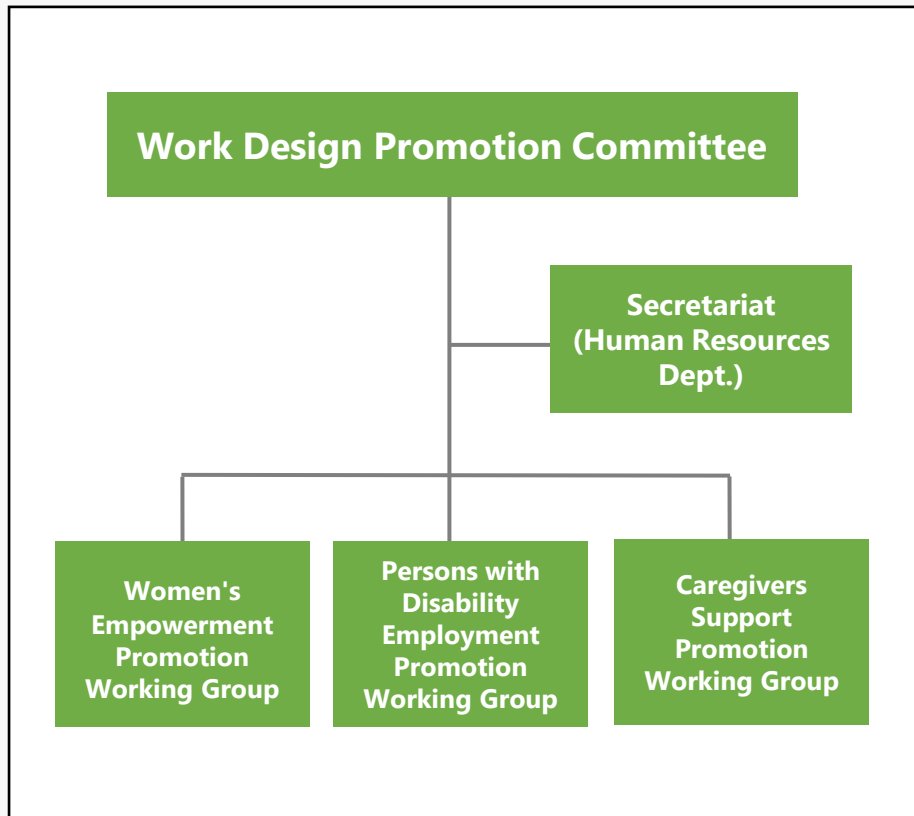 Work Design Promotion Committee
Secretariat
(Human Resources
Dept.)
Women's
Empowerment
Promotion
Working Group
Persons with
Disability
Employment
Promotion
Working Group
Caregivers
Support
Promotion
Working Group